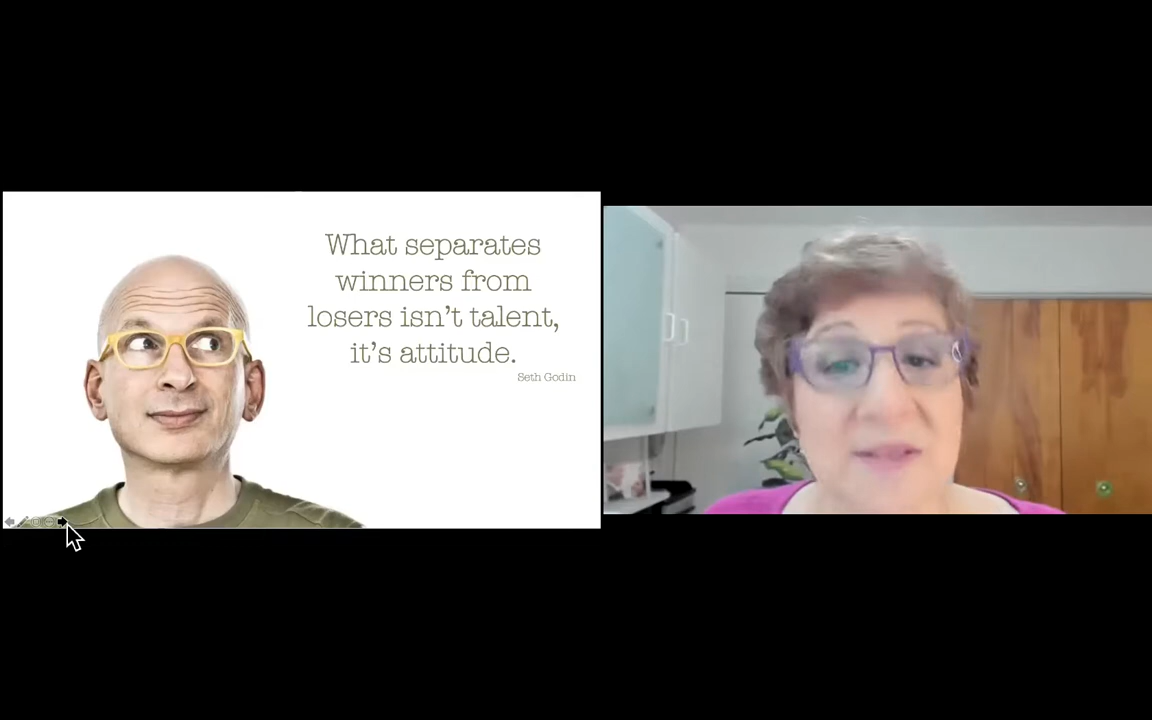 What separates
winners from
losers isn't talent,
it's attitude.
Seth Godin